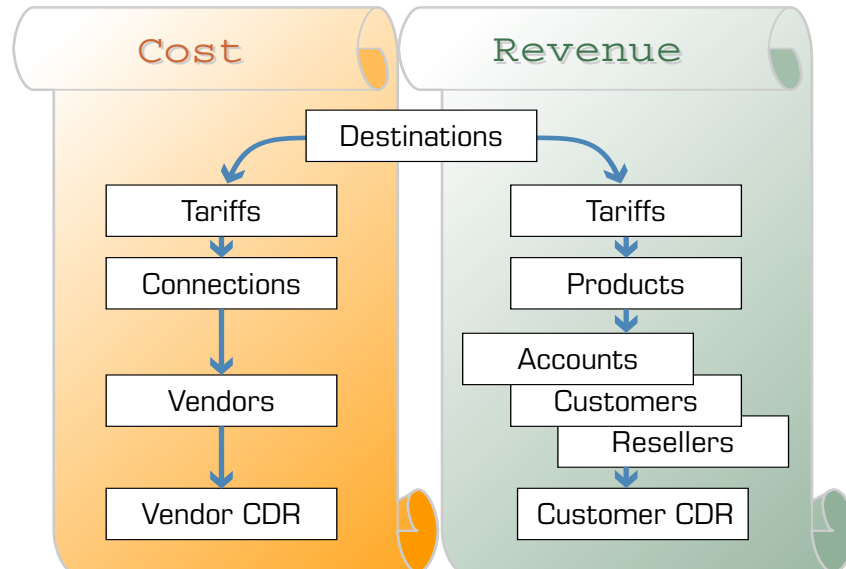 Cost
Revenue
Destinations
Tariffs
Tariffs
Connections
Products
Accounts
Vendors
Customers
Resellers
Vendor CDR
Customer CDR